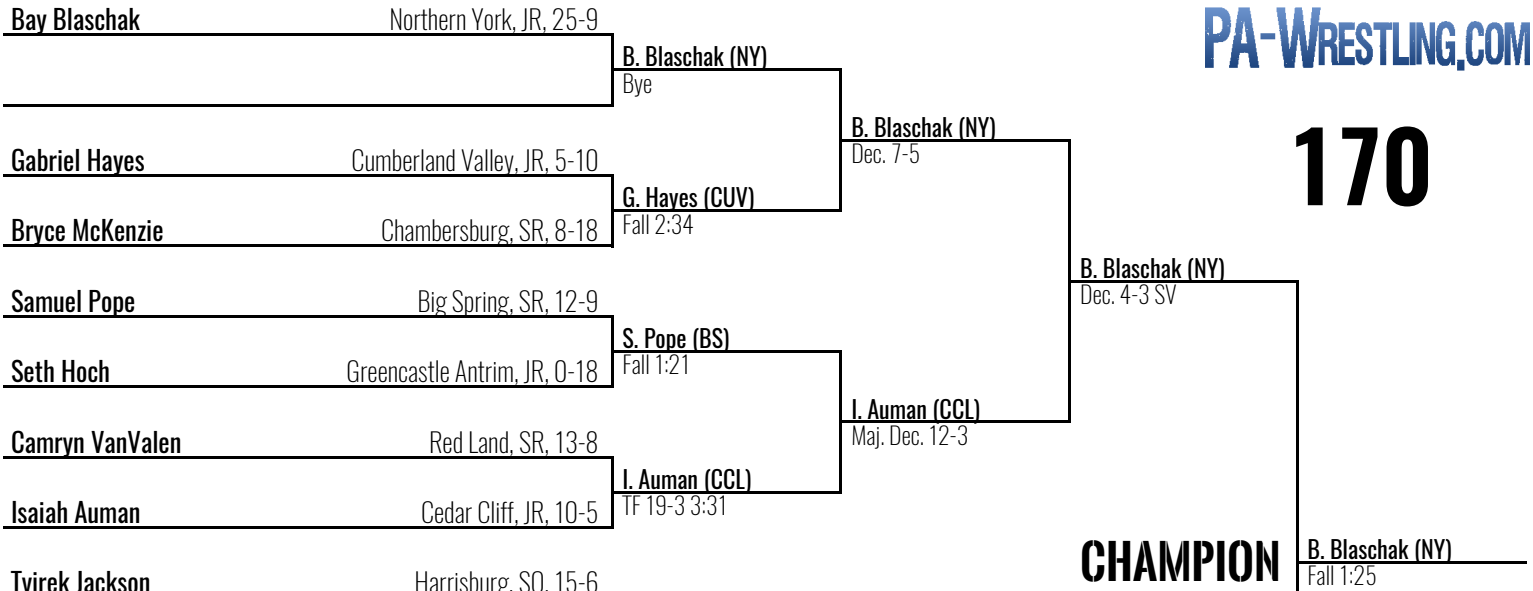 Bay Blaschak Northern York, JR, 25-9
B. Blaschak (NY)
Bye
PA-WRESTLING.COM
170
B. Blaschak (NY)
Dec. 7-5
Gabriel Hayes Cumberland Valley, JR, 5-10
G. Hayes (CUV)
Fall 2:34
Bryce McKenzie Chambersburg, SR, 8-18
B. Blaschak (NY)
Dec. 4-3 SV
Samuel Pope Big Spring, SR, 12-9
S. Pope (BS)
Fall 1:21
Seth Hoch Greencastle Antrim, JR, 0-18
I. Auman (CCL)
Maj. Dec. 12-3
Camryn VanValen Red Land, SR, 13-8
I. Auman (CCL)
TF 19-3 3:31
Isaiah Auman Cedar Cliff, JR, 10-5
CHAMPION
B. Blaschak (NY)
Fall 1:25
Tyirek Jackson Harrisburg, SO, 15-6